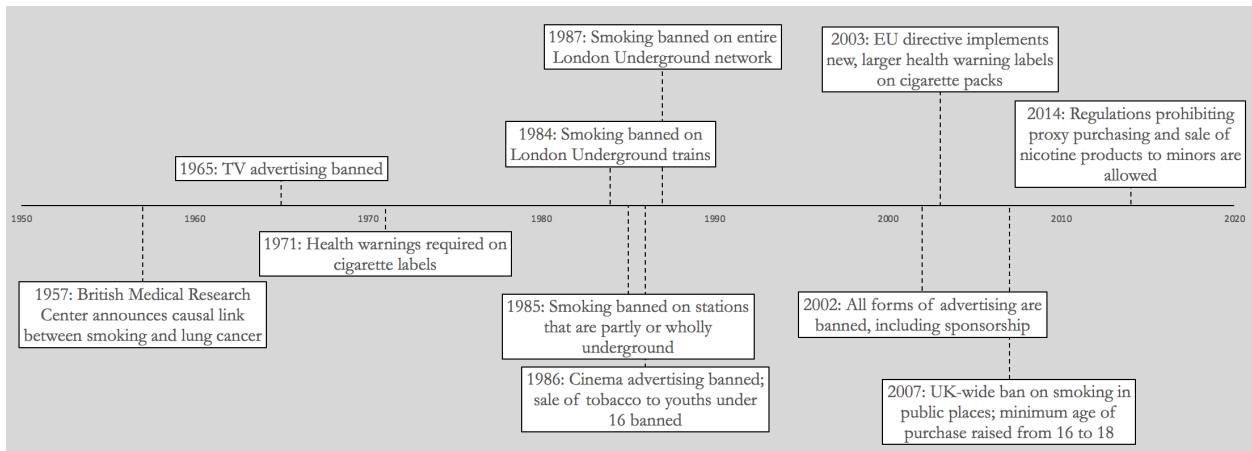 1987: Smoking banned on entire
London Underground network
2003: EU directive implements
new, larger health warning labels
on cigarette packs
1984: Smoking banned on
London Underground trains
2014: Regulations prohibiting
proxy purchasing and sale of
nicotine products to minors are
allowed
1965: TV advertising banned
1950
1960
1970
1980
1990
2000
2010
2020
1971: Health warnings required on
cigarette labels
1957: British Medical Research
Center announces causal link
between smoking and lung cancer
1985: Smoking banned on stations
that are partly or wholly
underground
2002: All forms of advertising are
banned, including sponsorship
1986: Cinema advertising banned;
sale of tobacco to youths under
16 banned
2007: UK-wide ban on smoking in
public places; minimum age of
purchase raised from 16 to 18